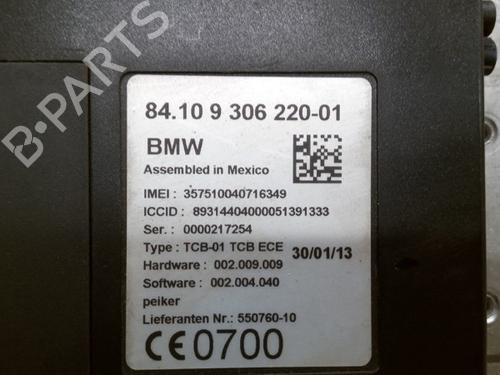 B-PARTS
84.10 9 306 220-01
BMW
Assembled in Mexico
IMEI : 357510040716349
ICCID : 89314404000051391333
Ser. : 0000217254
Type : TCB-01 TCB ECE 30/01/13
Hardware : 002.009.009
Software : 002.004.040
peiker
Lieferanten Nr.: 550760-10
CE0700